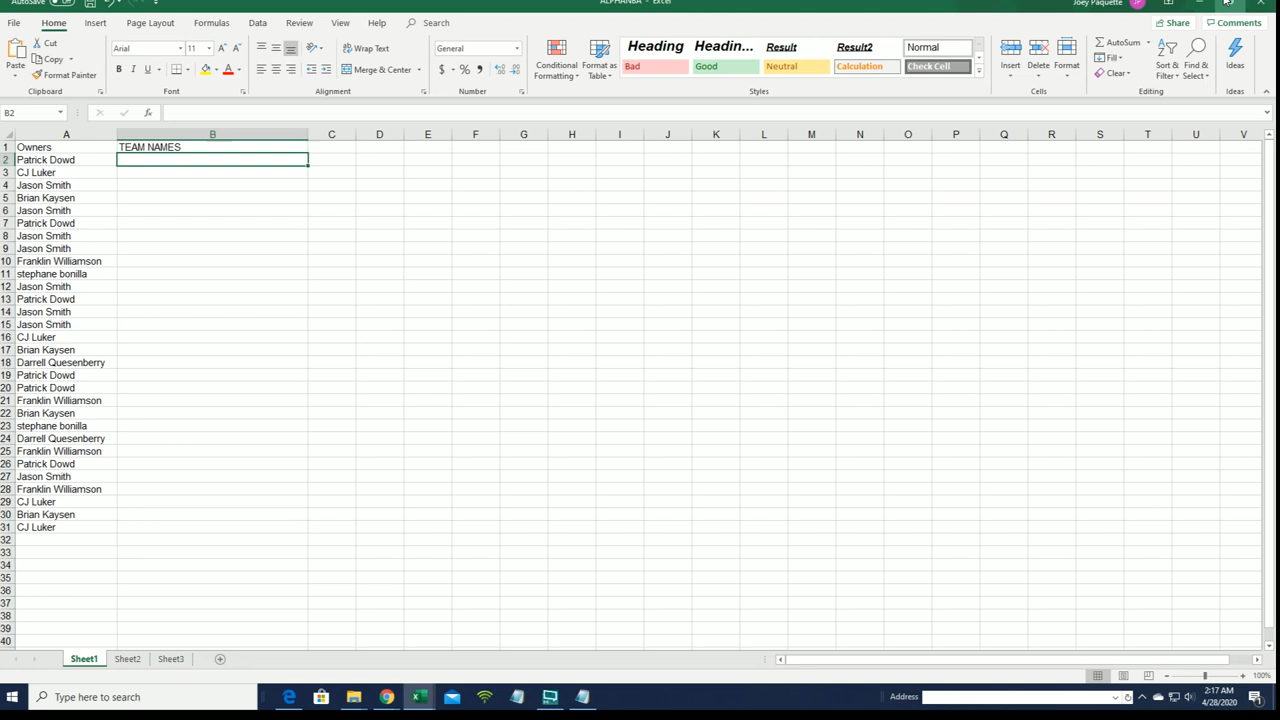 AutoSave Off
ALPHANBA - Excel
Joey Paquette JP
File Home Insert Page Layout Formulas Data Review View Help Search Share Comments
Paste Cut Copy Format Painter Clipboard
Arial 11 A A B I U A Font
Wrap Text Merge & Center Alignment
General $ % , Number
Conditional Formatting Format as Table
Heading Headin... Result Result2 Normal
Bad Good Neutral Calculation Check Cell
Styles
Insert Delete Format Cells
AutoSum Fill Clear Sort & Filter Find & Select Editing
Ideas Ideas
B2 fx
A B C D E F G H I J K L M N O P Q R S T U V
1 Owners TEAM NAMES
2 Patrick Dowd
3 CJ Luker
4 Jason Smith
5 Brian Kaysen
6 Jason Smith
7 Patrick Dowd
8 Jason Smith
9 Jason Smith
10 Franklin Williamson
11 stephane bonilla
12 Jason Smith
13 Patrick Dowd
14 Jason Smith
15 Jason Smith
16 CJ Luker
17 Brian Kaysen
18 Darrell Quesenberry
19 Patrick Dowd
20 Patrick Dowd
21 Franklin Williamson
22 Brian Kaysen
23 stephane bonilla
24 Darrell Quesenberry
25 Franklin Williamson
26 Patrick Dowd
27 Jason Smith
28 Franklin Williamson
29 CJ Luker
30 Brian Kaysen
31 CJ Luker
32
33
34
35
36
37
38
39
40
Sheet1 Sheet2 Sheet3
100%
Type here to search
Address
2:17 AM
4/28/2020